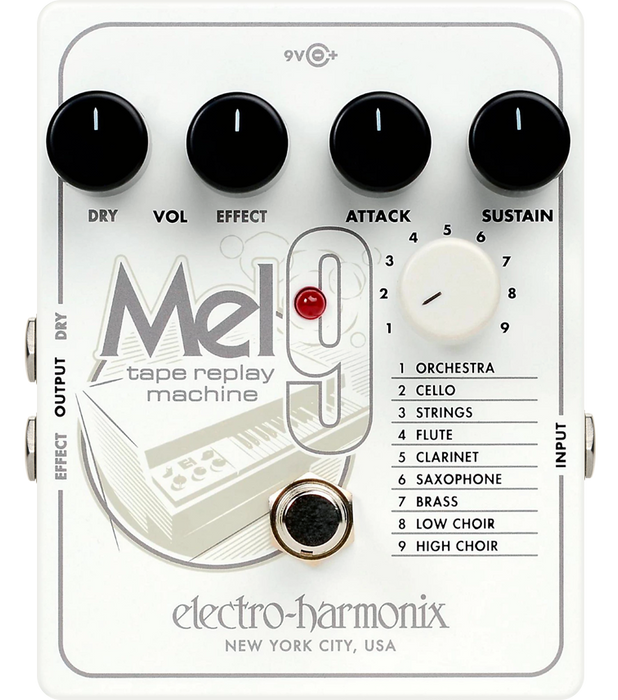 9V +
DRY VOL EFFECT ATTACK SUSTAIN
1 2 3 4 5 6 7 8 9
Mel9
tape replay
machine
1 ORCHESTRA
2 CELLO
3 STRINGS
4 FLUTE
5 CLARINET
6 SAXOPHONE
7 BRASS
8 LOW CHOIR
9 HIGH CHOIR
EFFECT OUTPUT DRY
INPUT
electro-harmonix
NEW YORK CITY, USA